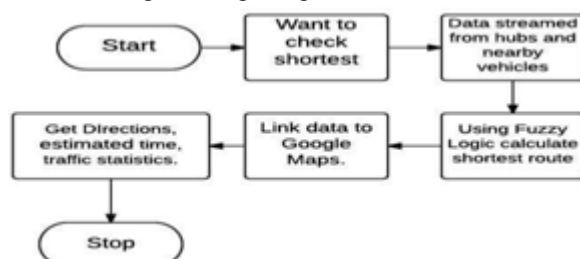 Start
Want to
check
shortest
Data streamed
from hubs and
nearby
vehicles
Using Fuzzy
Logic calculate
shortest route
Link data to
Google
Maps.
Get DIrections,
estimated time,
traffic statistics.
Stop